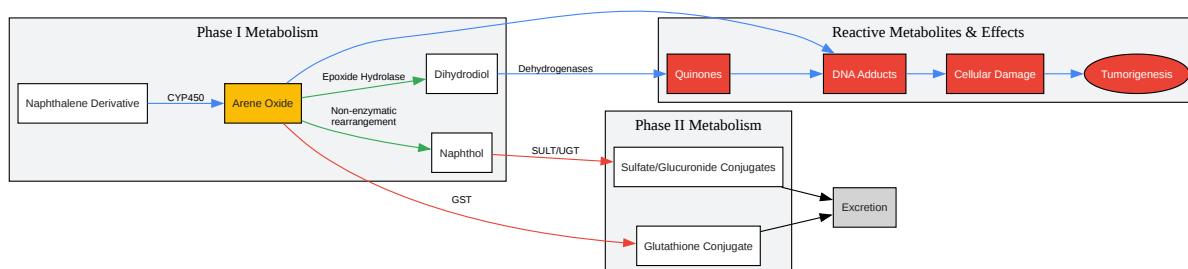 Phase I Metabolism
Naphthalene Derivative
CYP450
Arene Oxide
Epoxide Hydrolase
Dihydrodiol
Non-enzymatic
rearrangement
Naphthol
Dehydrogenases
SULT/UGT
GST
Reactive Metabolites & Effects
Quinones
DNA Adducts
Cellular Damage
Tumorigenesis
Phase II Metabolism
Sulfate/Glucuronide Conjugates
Glutathione Conjugate
Excretion